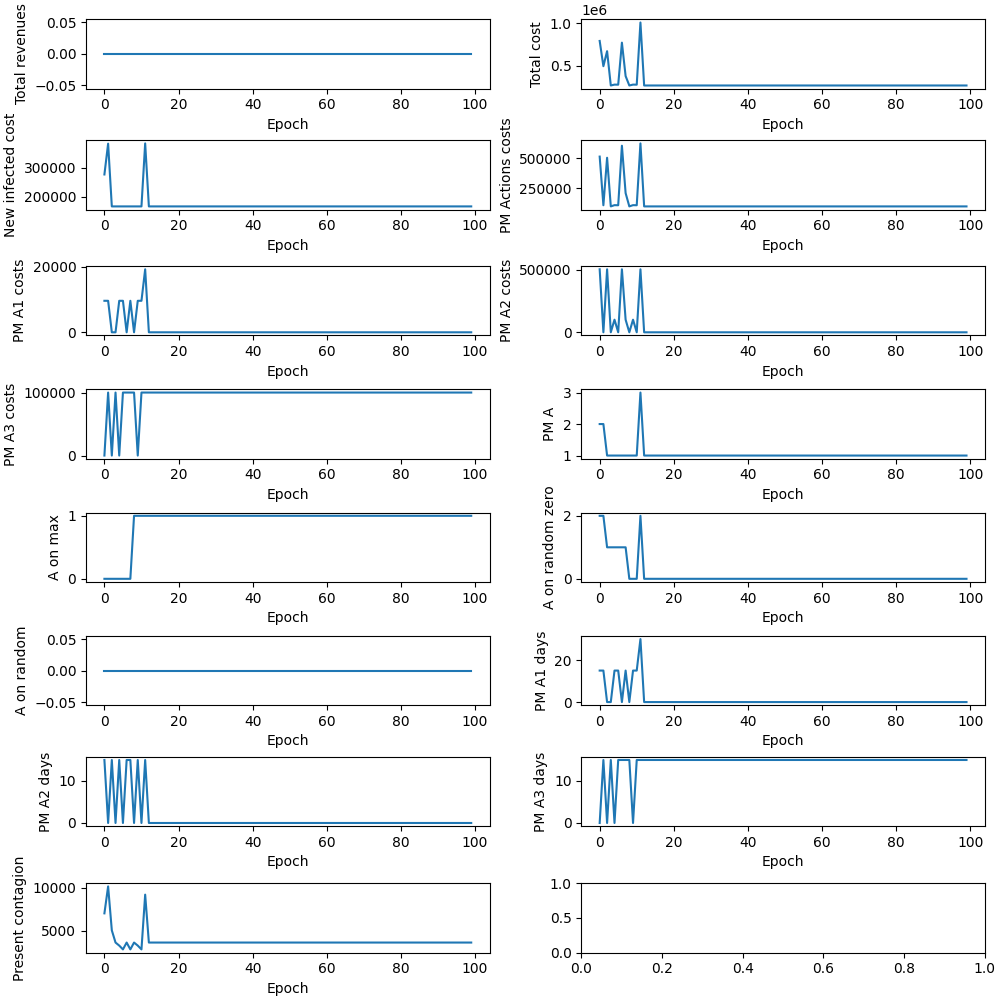 Total revenues
0.05
0.00
−0.05
0 20 40 60 80 100
Epoch
1e6
Total cost
1.0
0.5
0 20 40 60 80 100
Epoch
New infected cost
300000
200000
0 20 40 60 80 100
Epoch
PM Actions costs
500000
250000
0 20 40 60 80 100
Epoch
PM A1 costs
20000
0
0 20 40 60 80 100
Epoch
PM A2 costs
500000
0
0 20 40 60 80 100
Epoch
PM A3 costs
100000
0
0 20 40 60 80 100
Epoch
PM A
3
2
1
0 20 40 60 80 100
Epoch
A on max
1
0
0 20 40 60 80 100
Epoch
A on random zero
2
0
0 20 40 60 80 100
Epoch
A on random
0.05
0.00
−0.05
0 20 40 60 80 100
Epoch
PM A1 days
20
0
0 20 40 60 80 100
Epoch
PM A2 days
10
0
0 20 40 60 80 100
Epoch
PM A3 days
10
0
0 20 40 60 80 100
Epoch
Present contagion
10000
5000
0 20 40 60 80 100
Epoch
1.0
0.5
0.0
0.0 0.2 0.4 0.6 0.8 1.0